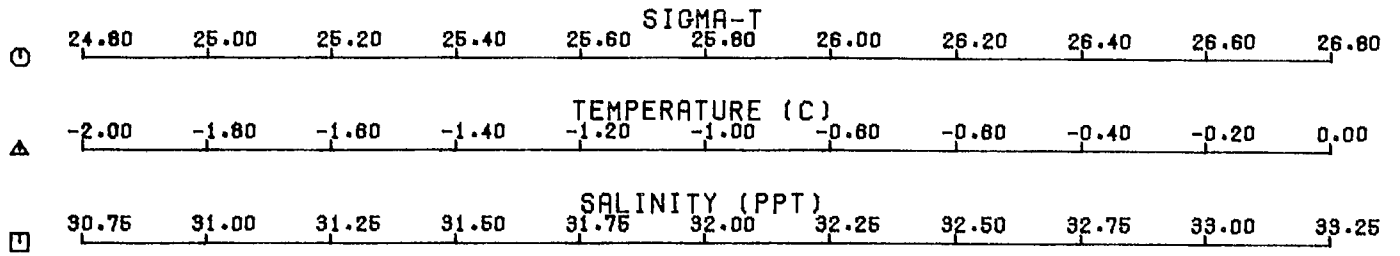 SIGMA-T
24.80 25.00 25.20 25.40 25.60 25.80 26.00 26.20 26.40 26.60 26.80
TEMPERATURE (C)
-2.00 -1.80 -1.60 -1.40 -1.20 -1.00 -0.80 -0.60 -0.40 -0.20 0.00
SALINITY (PPT)
30.75 31.00 31.25 31.50 31.75 32.00 32.25 32.50 32.75 33.00 33.25